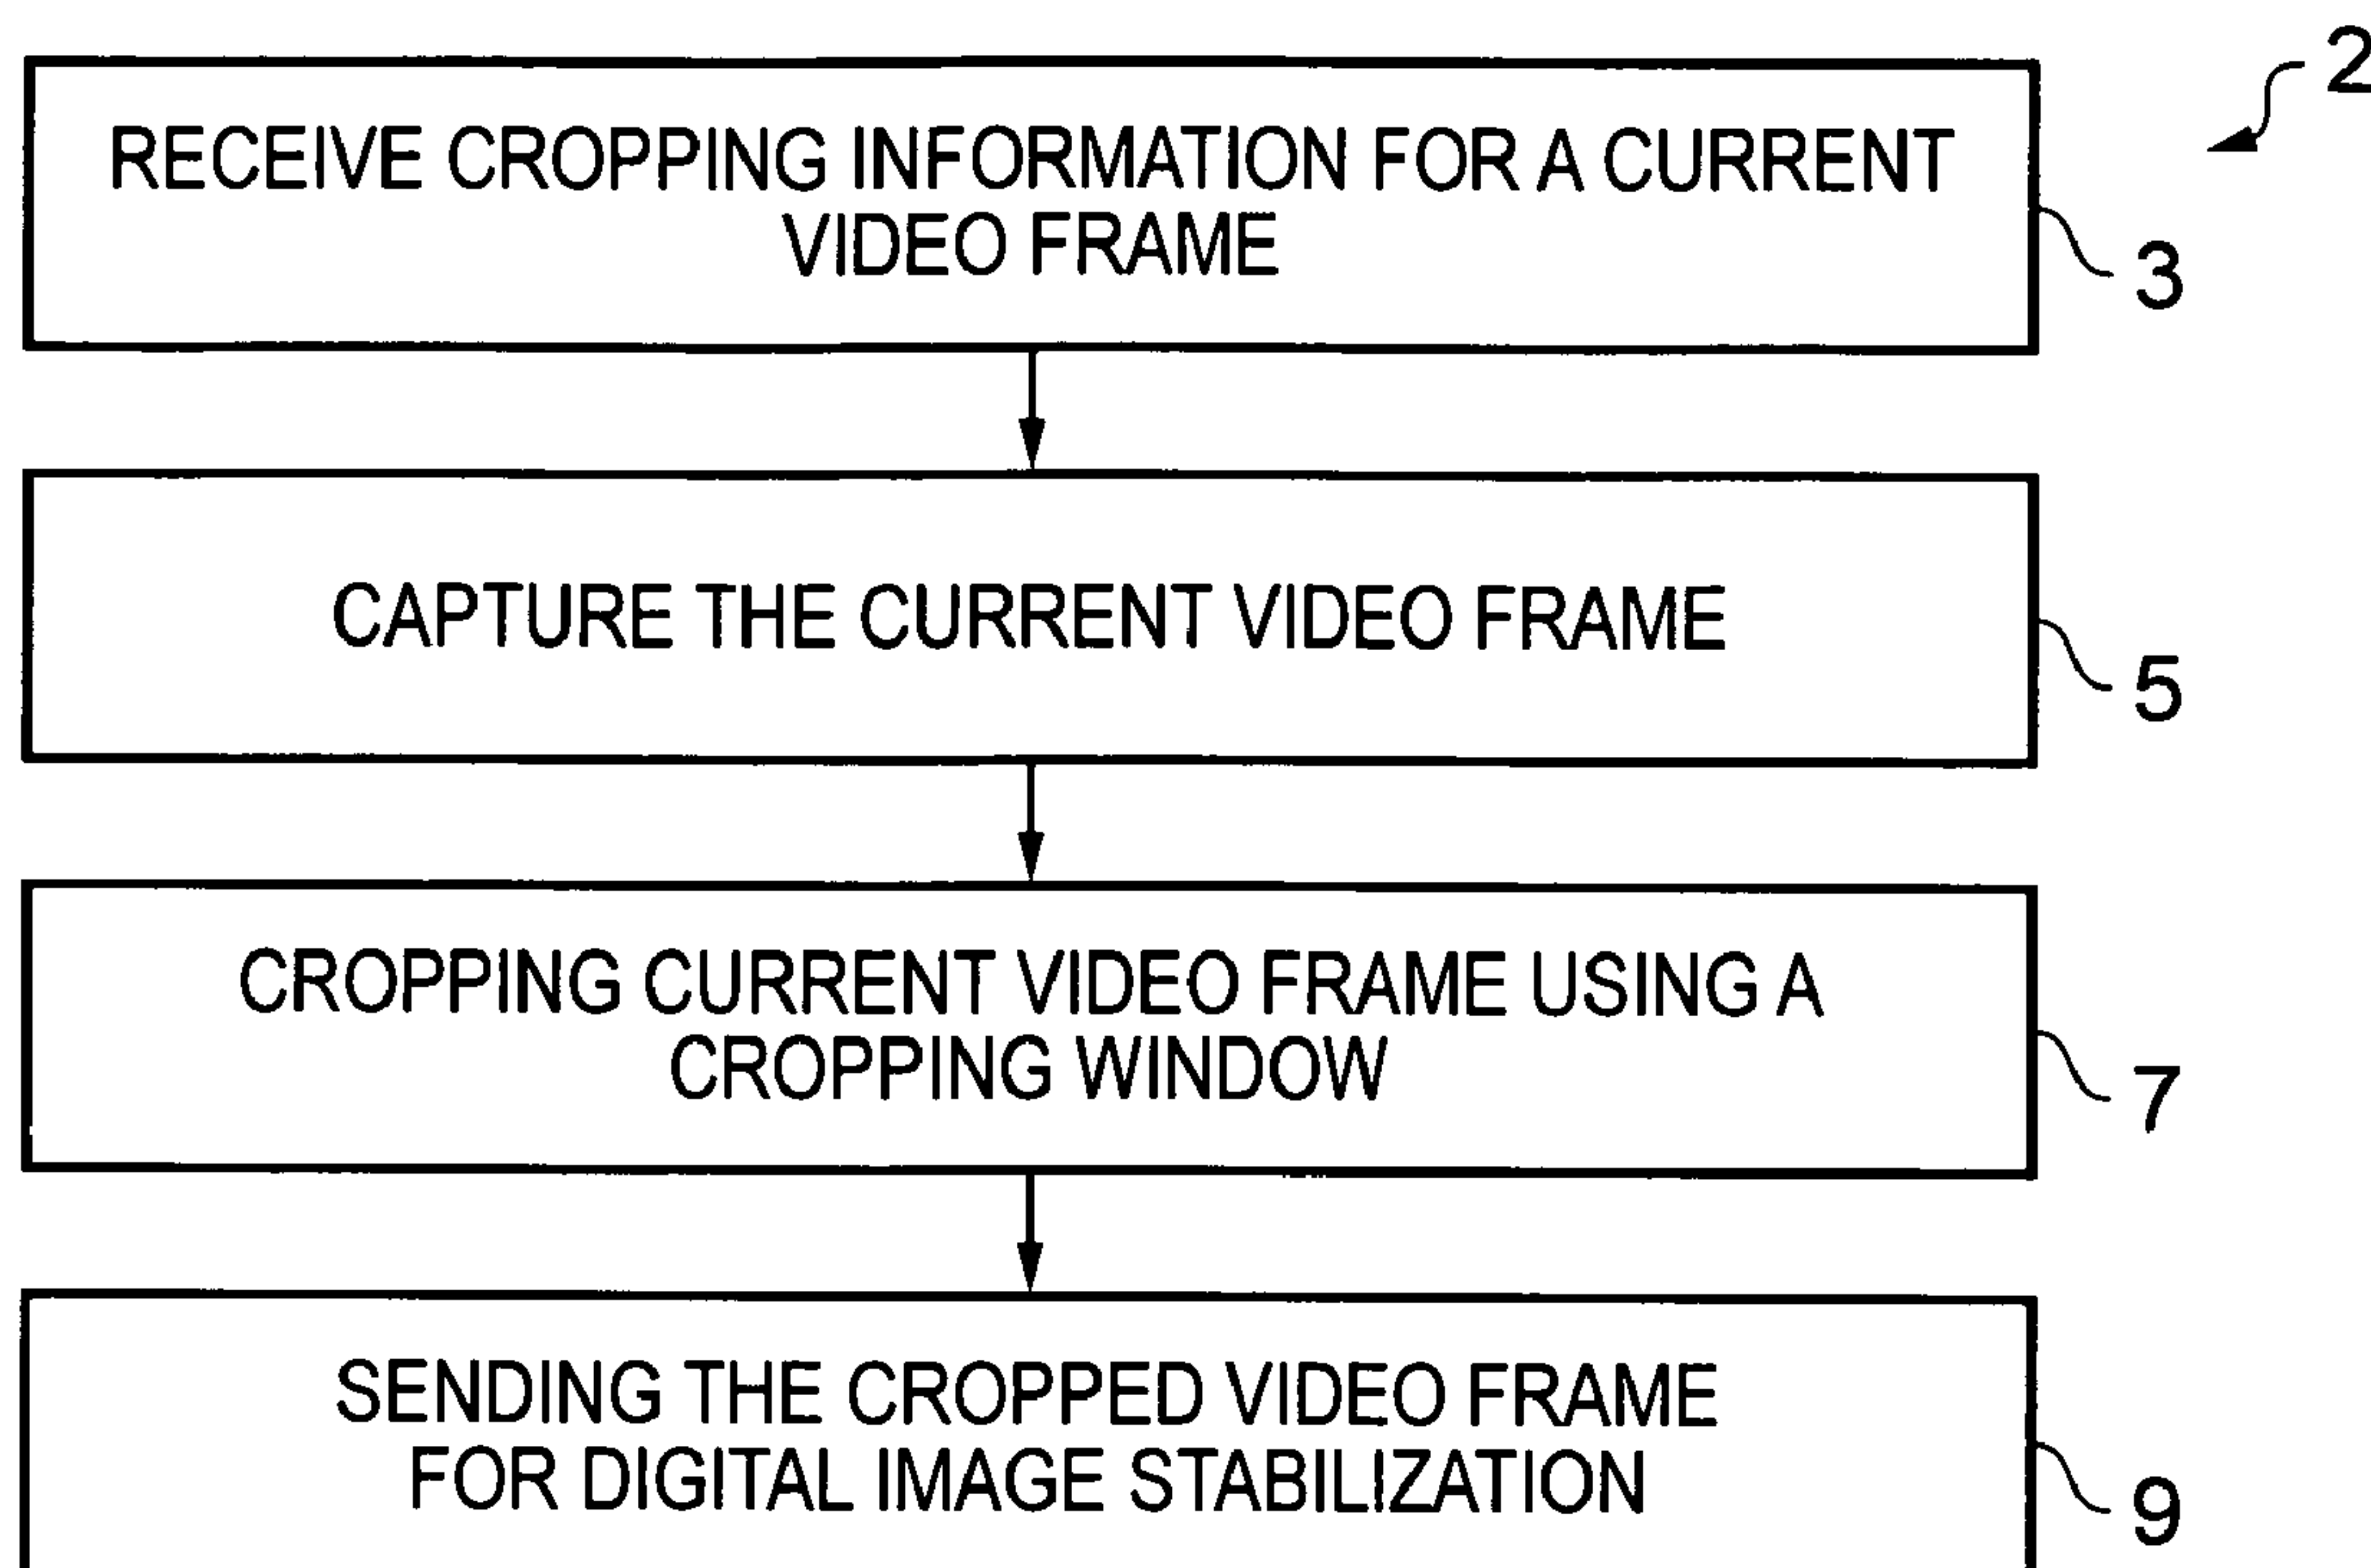 2
RECEIVE CROPPING INFORMATION FOR A CURRENT
VIDEO FRAME
3
CAPTURE THE CURRENT VIDEO FRAME
5
CROPPING CURRENT VIDEO FRAME USING A
CROPPING WINDOW
7
SENDING THE CROPPED VIDEO FRAME
FOR DIGITAL IMAGE STABILIZATION
9